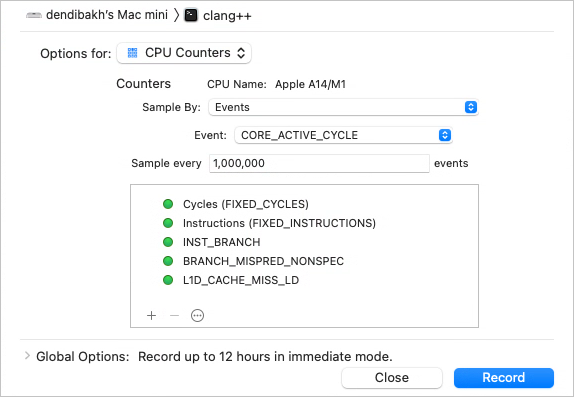 dendibakh's Mac mini 〉 clang++
Options for: CPU Counters
Counters CPU Name: Apple A14/M1
Sample By: Events
Event: CORE_ACTIVE_CYCLE
Sample every 1,000,000 events
Cycles (FIXED_CYCLES)
Instructions (FIXED_INSTRUCTIONS)
INST_BRANCH
BRANCH_MISPRED_NONSPEC
L1D_CACHE_MISS_LD
Global Options: Record up to 12 hours in immediate mode.
Close Record